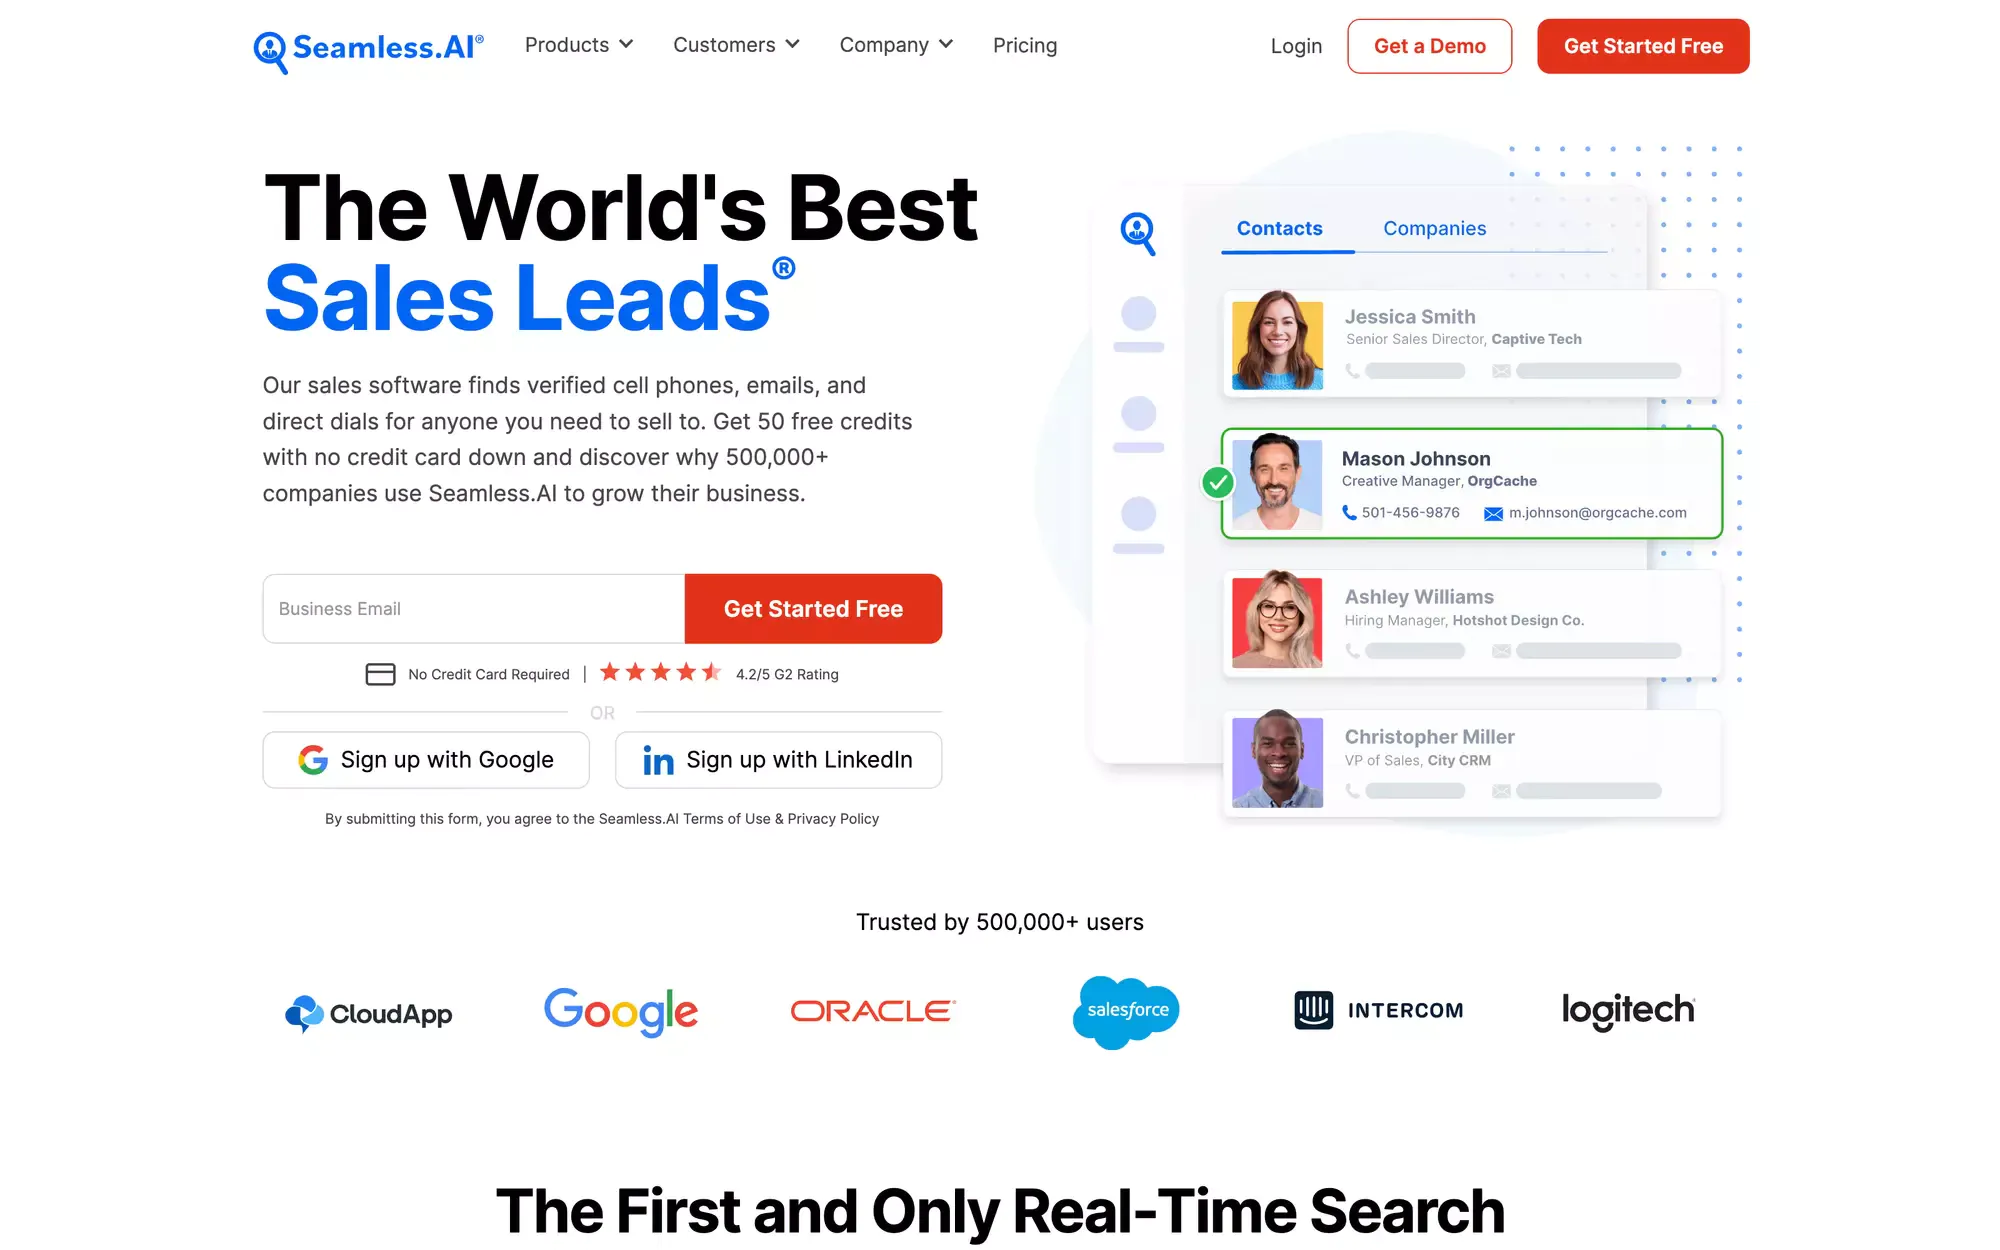 Seamless.AI®
Products
Customers
Company
Pricing
Login
Get a Demo
Get Started Free
The World's Best
Sales Leads®
Our sales software finds verified cell phones, emails, and
direct dials for anyone you need to sell to. Get 50 free credits
with no credit card down and discover why 500,000+
companies use Seamless.AI to grow their business.
Business Email
Get Started Free
No Credit Card Required | 4.2/5 G2 Rating
OR
Sign up with Google
Sign up with LinkedIn
By submitting this form, you agree to the Seamless.AI Terms of Use & Privacy Policy
Contacts
Companies
Jessica Smith
Senior Sales Director, Captive Tech
Mason Johnson
Creative Manager, OrgCache
501-456-9876
m.johnson@orgcache.com
Ashley Williams
Hiring Manager, Hotshot Design Co.
Christopher Miller
VP of Sales, City CRM
Trusted by 500,000+ users
CloudApp
Google
ORACLE
salesforce
INTERCOM
logitech
The First and Only Real-Time Search